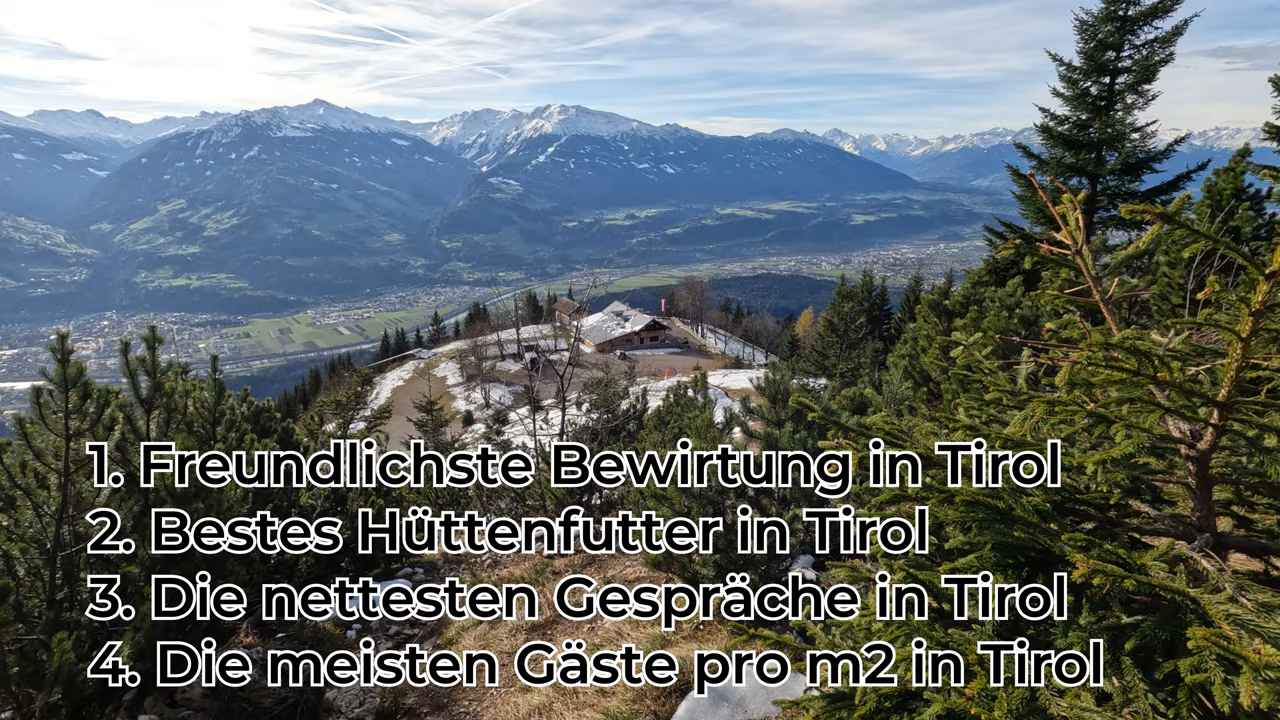 1. Freundlichste Bewirtung in Tirol
2. Bestes Hüttenfutter in Tirol
3. Die nettesten Gespräche in Tirol
4. Die meisten Gäste pro m2 in Tirol